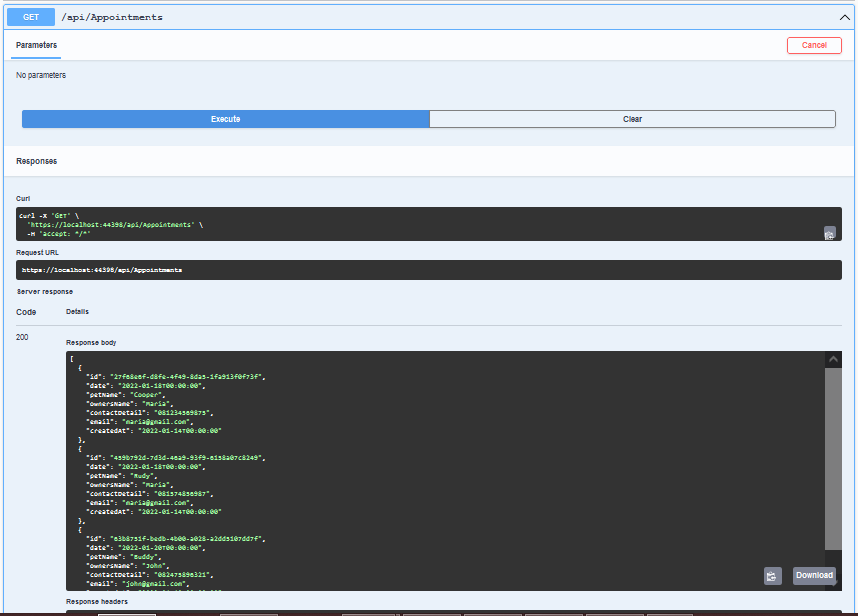 GET /api/Appointments
Parameters
Cancel
No parameters
Execute
Clear
Responses
Curl
curl -X 'GET' \
'https://localhost:44398/api/Appointments' \
-H 'accept: */*'
Request URL
https://localhost:44398/api/Appointments
Server response
Code Details
200
Response body
[
{
"id": "27f68e6f-d8fe-4f49-8da5-1fa913f0f73f",
"date": "2022-01-18T00:00:00",
"petName": "Cooper",
"ownersName": "Maria",
"contactDetail": "081234569875",
"email": "maria@gmail.com",
"createdAt": "2022-01-14T00:00:00"
},
{
"id": "459b792d-7d3d-46a9-93f9-6158a07c8249",
"date": "2022-01-18T00:00:00",
"petName": "Rudy",
"ownersName": "Maria",
"contactDetail": "081574856987",
"email": "maria@gmail.com",
"createdAt": "2022-01-14T00:00:00"
},
{
"id": "63b8751f-bedb-4b00-a028-a2dd5107dd7f",
"date": "2022-01-20T00:00:00",
"petName": "Buddy",
"ownersName": "John",
"contactDetail": "082475896321",
"email": "john@gmail.com",
Download
Response headers